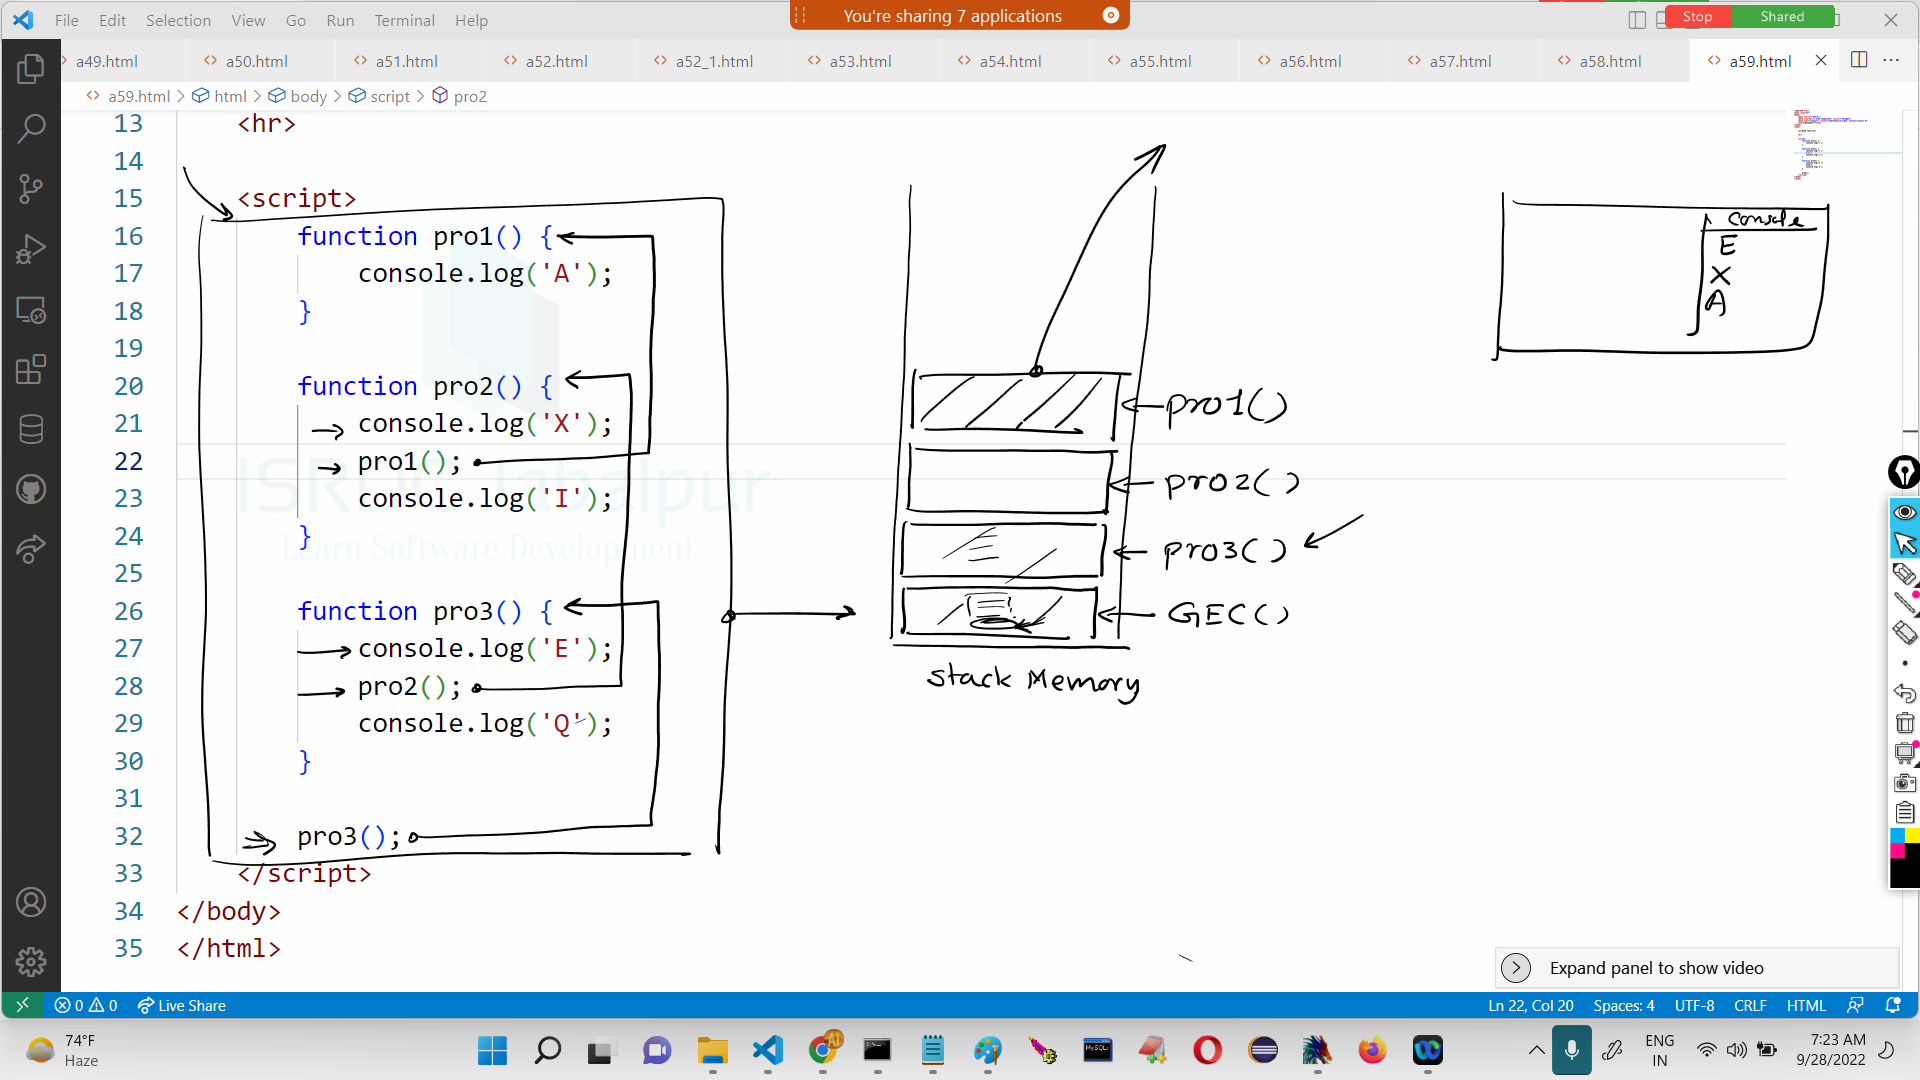 File Edit Selection View Go Run Terminal Help
You're sharing 7 applications
Stop Shared
a49.html a50.html a51.html a52.html a52_1.html a53.html a54.html a55.html a56.html a57.html a58.html a59.html
a59.html > html > body > script > pro2
13 <hr>
14
15 <script>
16 function pro1() {
17 console.log('A');
18 }
19
20 function pro2() {
21 console.log('X');
22 pro1();
23 console.log('I');
24 }
25
26 function pro3() {
27 console.log('E');
28 pro2();
29 console.log('Q');
30 }
31
32 pro3();
33 </script>
34 </body>
35 </html>
Jabalpur
Learn Software Development
pro1()
pro2()
pro3()
GEC()
Stack Memory
console
E
X
A
Expand panel to show video
0 0 Live Share
Ln 22, Col 20 Spaces: 4 UTF-8 CRLF HTML
74°F
Haze
ENG
IN
7:23 AM
9/28/2022